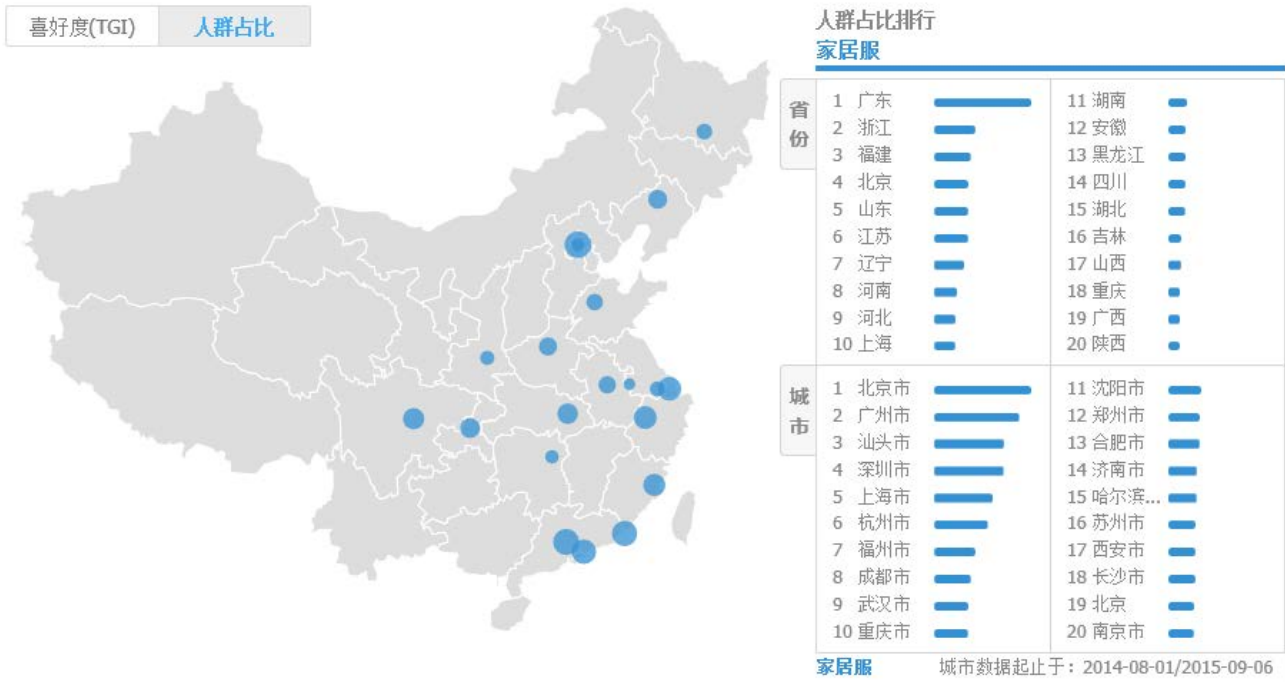 喜好度(TGI) 人群占比
人群占比排行
家居服
省份
1 广东
2 浙江
3 福建
4 北京
5 山东
6 江苏
7 辽宁
8 河南
9 河北
10 上海
11 湖南
12 安徽
13 黑龙江
14 四川
15 湖北
16 吉林
17 山西
18 重庆
19 广西
20 陕西
城市
1 北京市
2 广州市
3 汕头市
4 深圳市
5 上海市
6 杭州市
7 福州市
8 成都市
9 武汉市
10 重庆市
11 沈阳市
12 郑州市
13 合肥市
14 济南市
15 哈尔滨...
16 苏州市
17 西安市
18 长沙市
19 北京
20 南京市
家居服 城市数据起止于：2014-08-01/2015-09-06